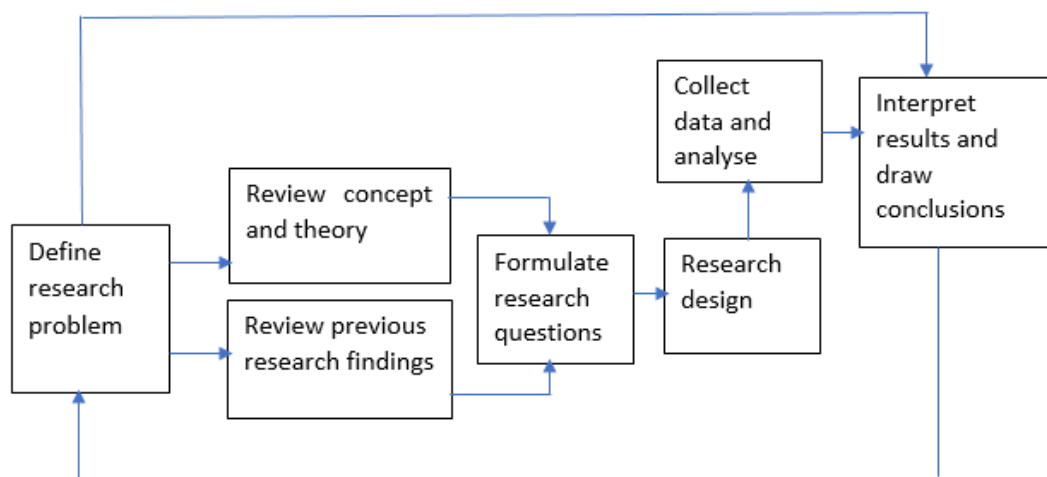 Define
research
problem
Review concept
and theory
Review previous
research findings
Formulate
research
questions
Research
design
Collect
data and
analyse
Interpret
results and
draw
conclusions